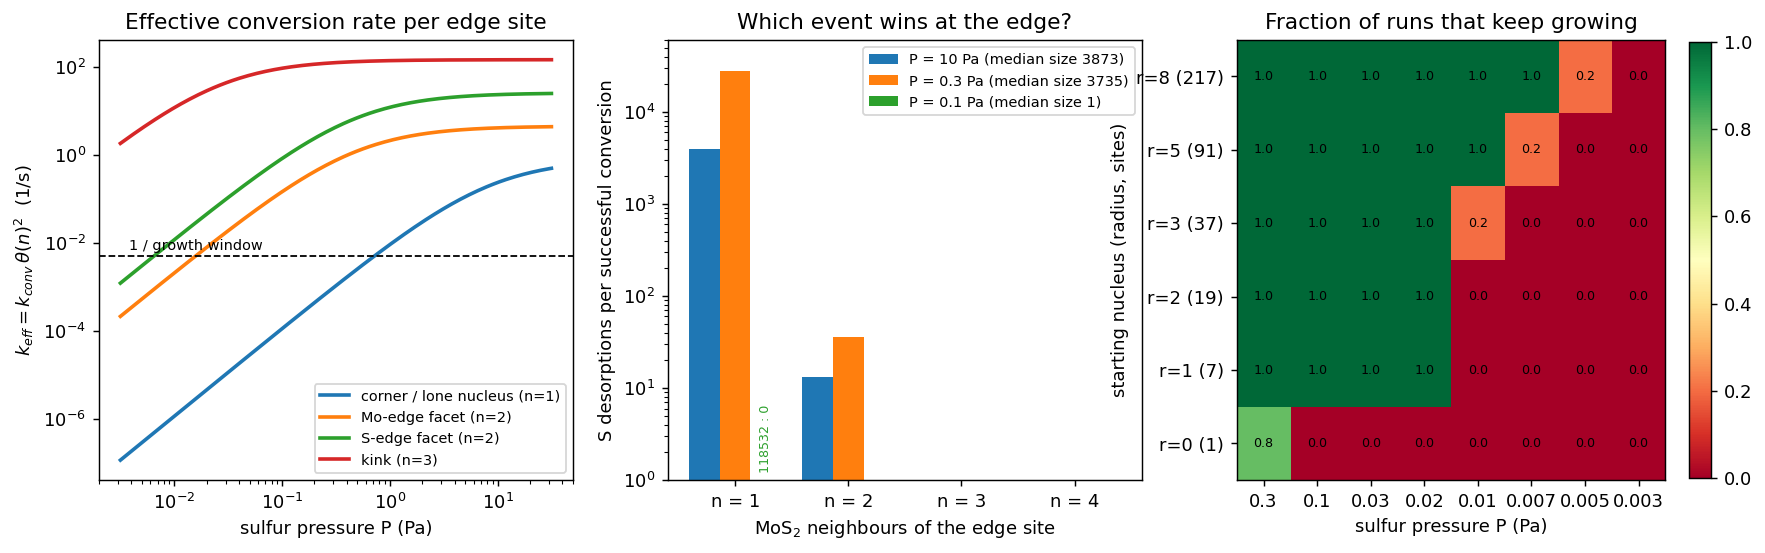 Effective conversion rate per edge site
10²
10⁰
10⁻²
10⁻⁴
10⁻⁶
k_eff = k_conv θ(n)² (1/s)
1 / growth window
corner / lone nucleus (n=1)
Mo-edge facet (n=2)
S-edge facet (n=2)
kink (n=3)
10⁻² 10⁻¹ 10⁰ 10¹
sulfur pressure P (Pa)
Which event wins at the edge?
P = 10 Pa (median size 3873)
P = 0.3 Pa (median size 3735)
P = 0.1 Pa (median size 1)
10⁴
10³
10²
10¹
10⁰
S desorptions per successful conversion
118532 : 0
n = 1 n = 2 n = 3 n = 4
MoS₂ neighbours of the edge site
Fraction of runs that keep growing
starting nucleus (radius, sites)
r=8 (217) 1.0 1.0 1.0 1.0 1.0 1.0 0.2 0.0
r=5 (91) 1.0 1.0 1.0 1.0 1.0 0.2 0.0 0.0
r=3 (37) 1.0 1.0 1.0 1.0 0.2 0.0 0.0 0.0
r=2 (19) 1.0 1.0 1.0 1.0 0.0 0.0 0.0 0.0
r=1 (7) 1.0 1.0 1.0 1.0 0.0 0.0 0.0 0.0
r=0 (1) 0.8 0.0 0.0 0.0 0.0 0.0 0.0 0.0
0.3 0.1 0.03 0.02 0.01 0.007 0.005 0.003
sulfur pressure P (Pa)
1.0
0.8
0.6
0.4
0.2
0.0